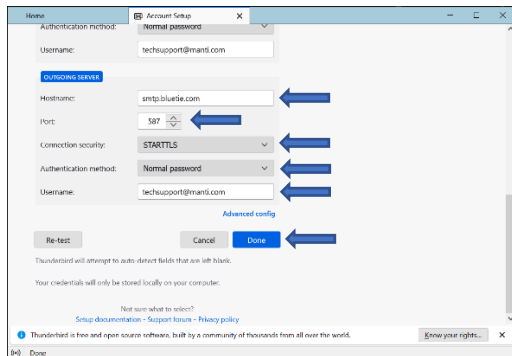 Home
Account Setup
Authentication method: Normal password
Username: techsupport@manti.com
OUTGOING SERVER
Hostname: smtp.bluetie.com
Port: 587
Connection security: STARTTLS
Authentication method: Normal password
Username: techsupport@manti.com
Advanced config
Re-test Cancel Done
Thunderbird will attempt to auto-detect fields that are left blank.
Your credentials will only be stored locally on your computer.
Not sure what to select?
Setup documentation - Support forum - Privacy policy
Thunderbird is free and open source software, built by a community of thousands from all over the world. Know your rights...
Done